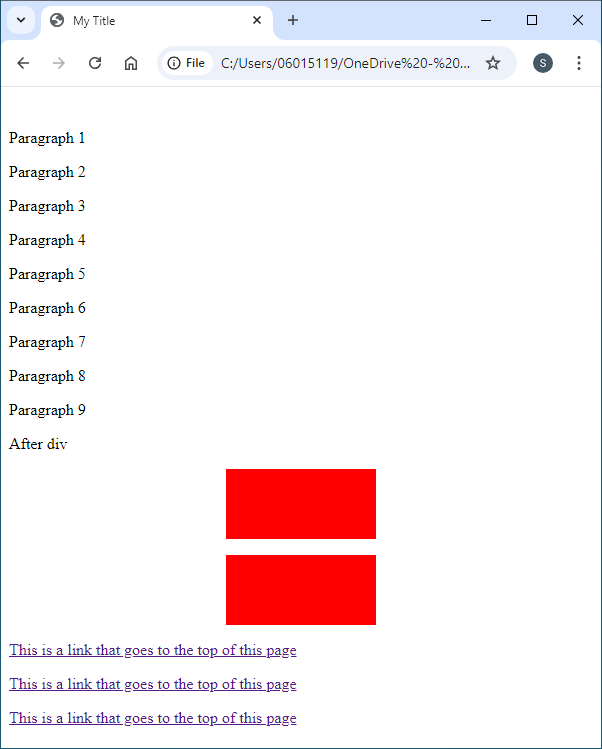 My Title
File C:/Users/06015119/OneDrive%20-%20... S
Paragraph 1
Paragraph 2
Paragraph 3
Paragraph 4
Paragraph 5
Paragraph 6
Paragraph 7
Paragraph 8
Paragraph 9
After div
This is a link that goes to the top of this page
This is a link that goes to the top of this page
This is a link that goes to the top of this page